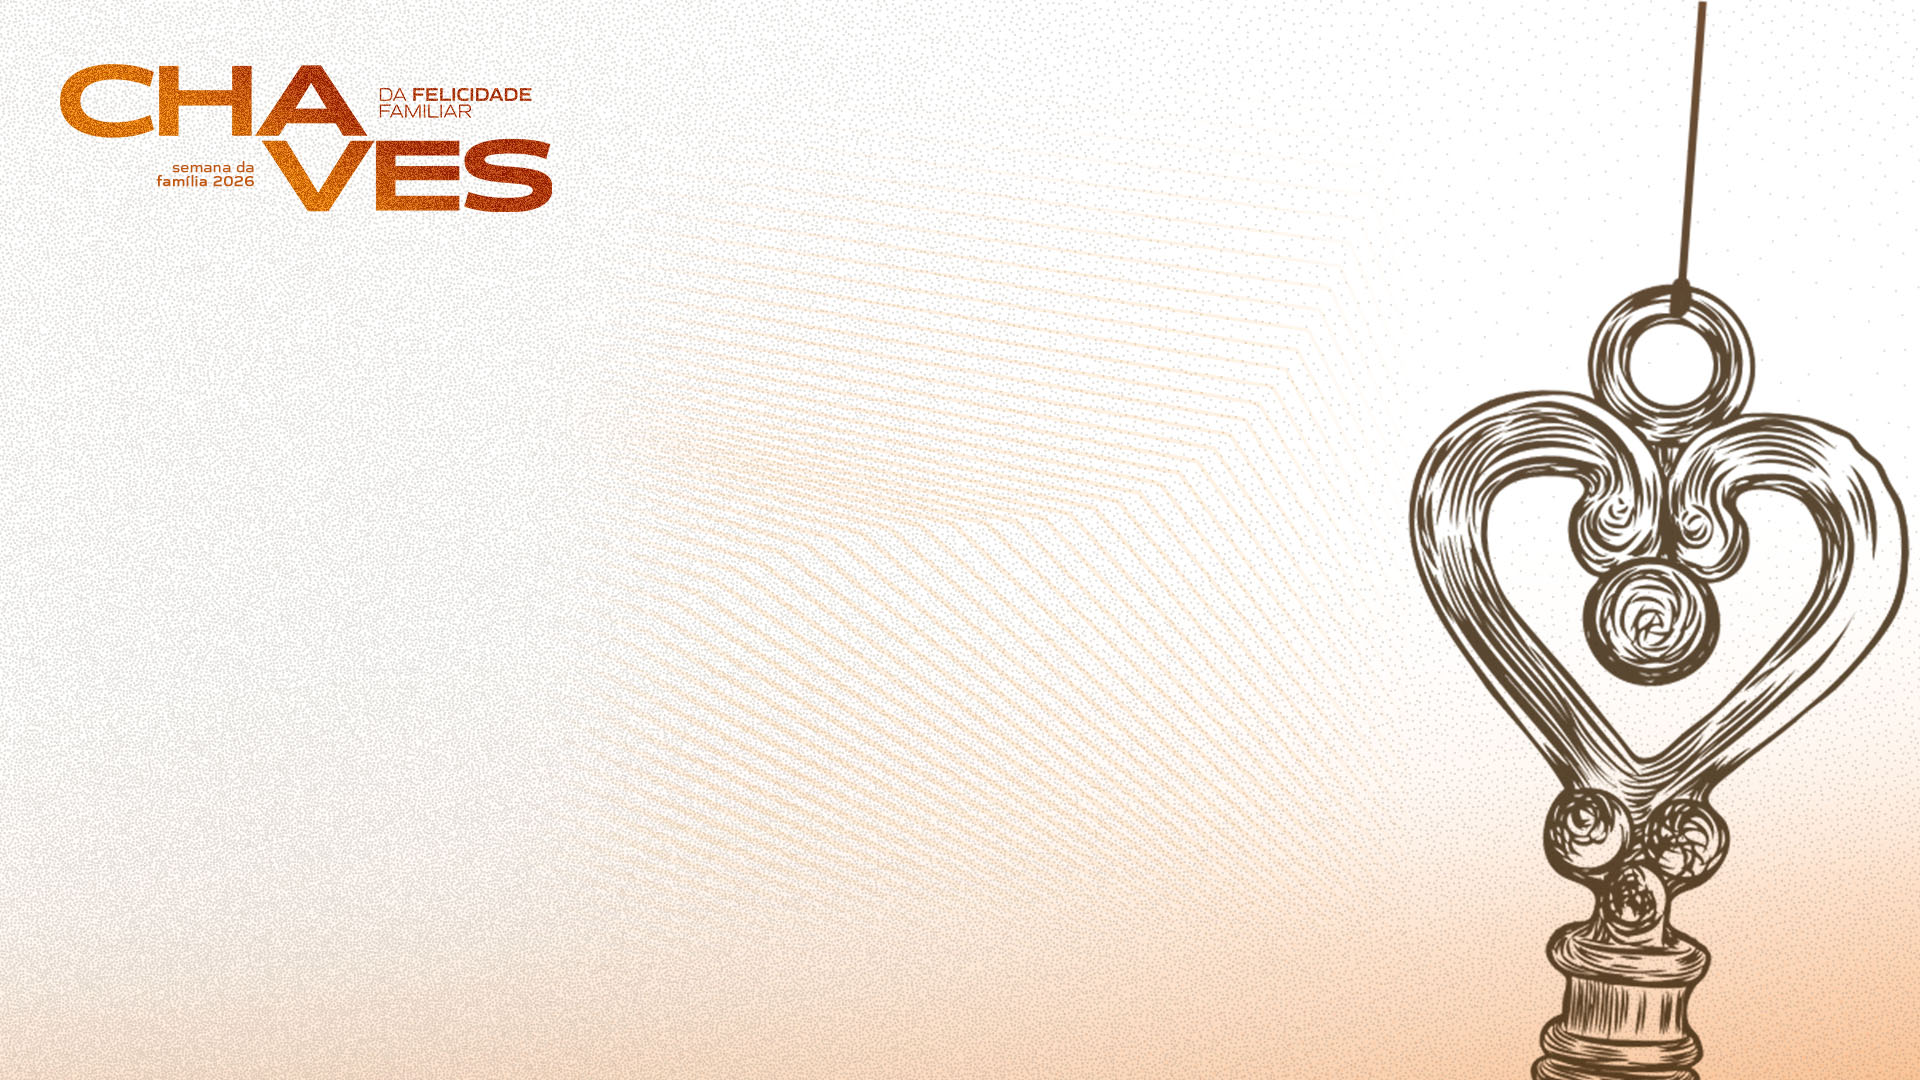 CHA
DA FELICIDADE
FAMILIAR
VES
semana da
família 2026